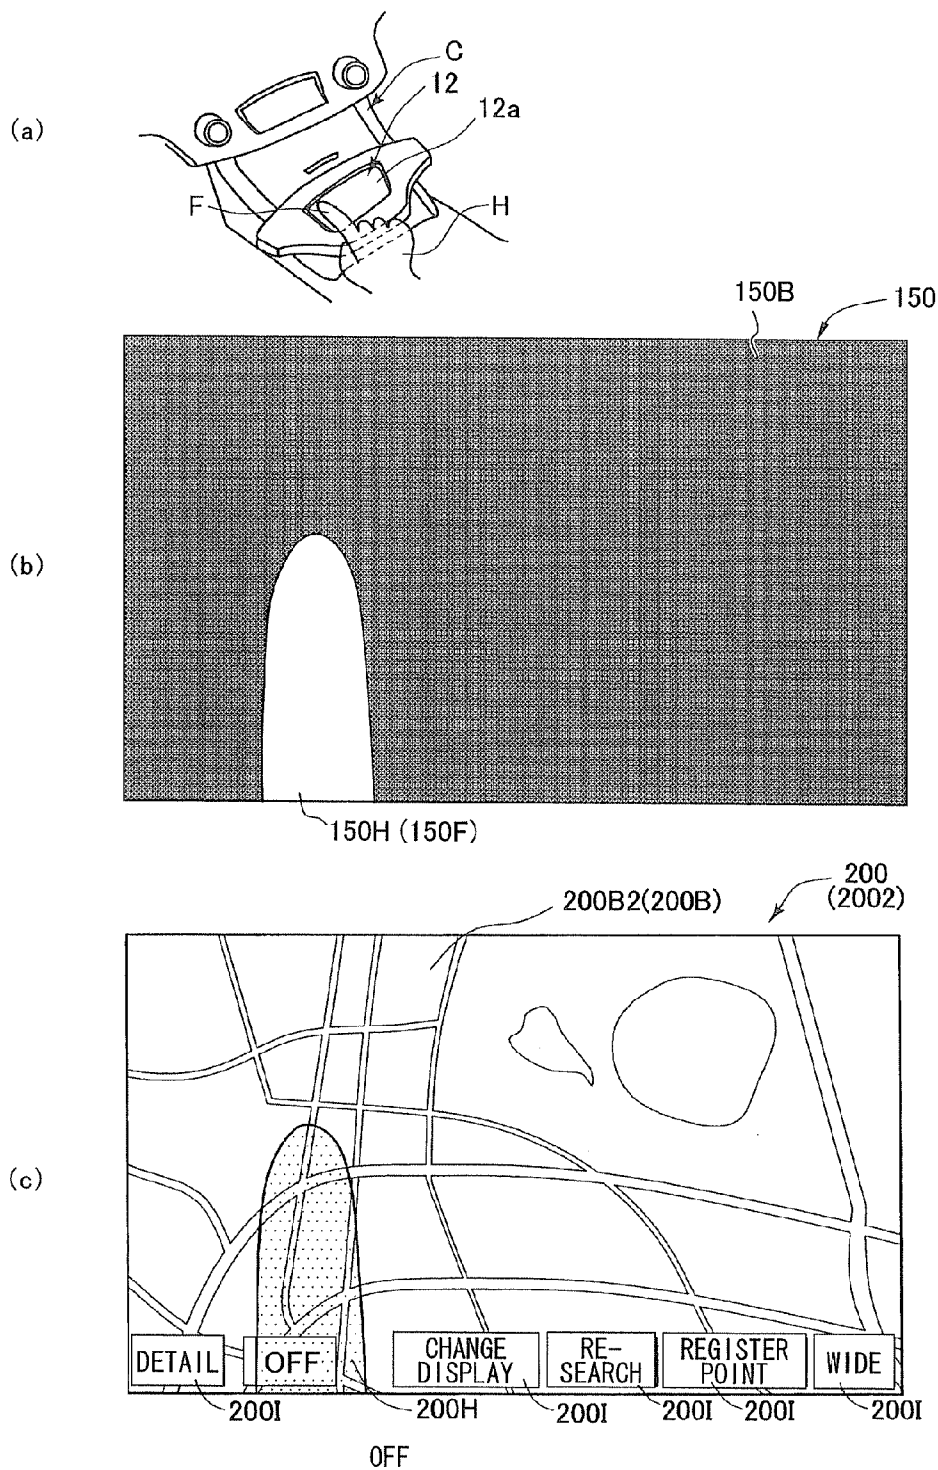 (a)
C
12
12a
F
H
150B
150
(b)
150H (150F)
200
(2002)
200B2(200B)
(c)
DETAIL
OFF
CHANGE
DISPLAY
RE-
SEARCH
REGISTER
POINT
WIDE
200I
200H
200I
200I
200I
200I
OFF